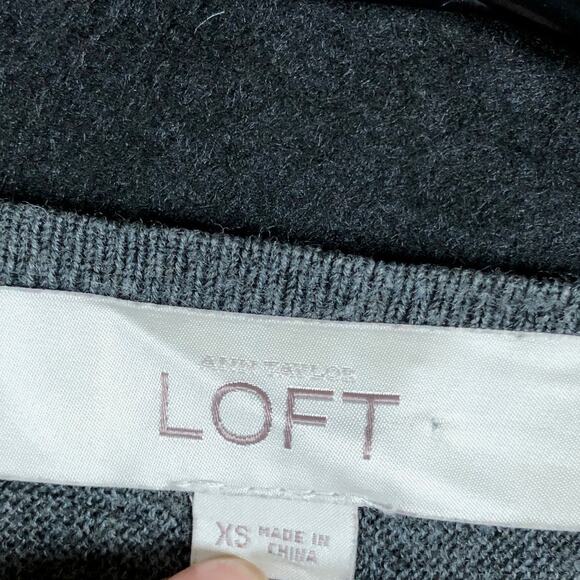 ANN TAYLOR
LOFT
XS MADE IN
CHINA